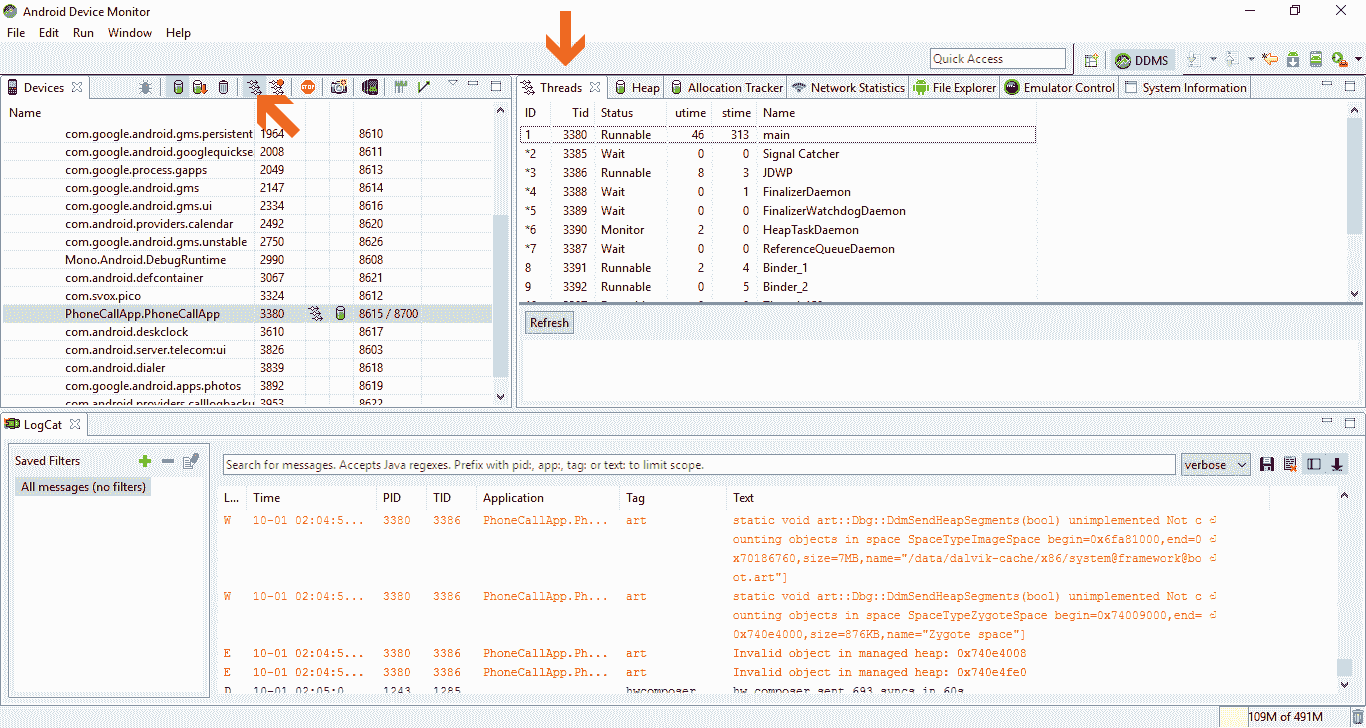 Android Device Monitor
File Edit Run Window Help
Quick Access
DDMS
Devices
Name
com.google.android.gms.persistent 1964 8610
com.google.android.googlequickse 2008 8611
com.google.process.gapps 2049 8613
com.google.android.gms 2147 8614
com.google.android.gms.ui 2334 8616
com.android.providers.calendar 2492 8620
com.google.android.gms.unstable 2750 8626
Mono.Android.DebugRuntime 2990 8608
com.android.defcontainer 3067 8621
com.svox.pico 3324 8612
PhoneCallApp.PhoneCallApp 3380 8615 / 8700
com.android.deskclock 3610 8617
com.android.server.telecom:ui 3826 8603
com.android.dialer 3839 8618
com.google.android.apps.photos 3892 8619
com.android.providers.calllogbacku 3953 8622
Threads Heap Allocation Tracker Network Statistics File Explorer Emulator Control System Information
ID Tid Status utime stime Name
1 3380 Runnable 46 313 main
*2 3385 Wait 0 0 Signal Catcher
*3 3386 Runnable 8 3 JDWP
*4 3388 Wait 0 1 FinalizerDaemon
*5 3389 Wait 0 0 FinalizerWatchdogDaemon
*6 3390 Monitor 2 0 HeapTaskDaemon
*7 3387 Wait 0 0 ReferenceQueueDaemon
8 3391 Runnable 2 4 Binder_1
9 3392 Runnable 0 5 Binder_2
Refresh
LogCat
Saved Filters
All messages (no filters)
Search for messages. Accepts Java regexes. Prefix with pid:, app:, tag: or text: to limit scope.
verbose
L... Time PID TID Application Tag Text
W 10-01 02:04:5... 3380 3386 PhoneCallApp.Ph... art static void art::Dbg::DdmSendHeapSegments(bool) unimplemented Not c
ounting objects in space SpaceTypeImageSpace begin=0x6fa81000,end=0
x70186760,size=7MB,name="/data/dalvik-cache/x86/system@framework@bo
ot.art"]
W 10-01 02:04:5... 3380 3386 PhoneCallApp.Ph... art static void art::Dbg::DdmSendHeapSegments(bool) unimplemented Not c
ounting objects in space SpaceTypeZygoteSpace begin=0x74009000,end=
0x740e4000,size=876KB,name="Zygote space"]
E 10-01 02:04:5... 3380 3386 PhoneCallApp.Ph... art Invalid object in managed heap: 0x740e4008
E 10-01 02:04:5... 3380 3386 PhoneCallApp.Ph... art Invalid object in managed heap: 0x740e4fe0
D 10-01 02:05:0 1243 1285 hwcomposer hw_composer sent 693 syncs in 60s
109M of 491M